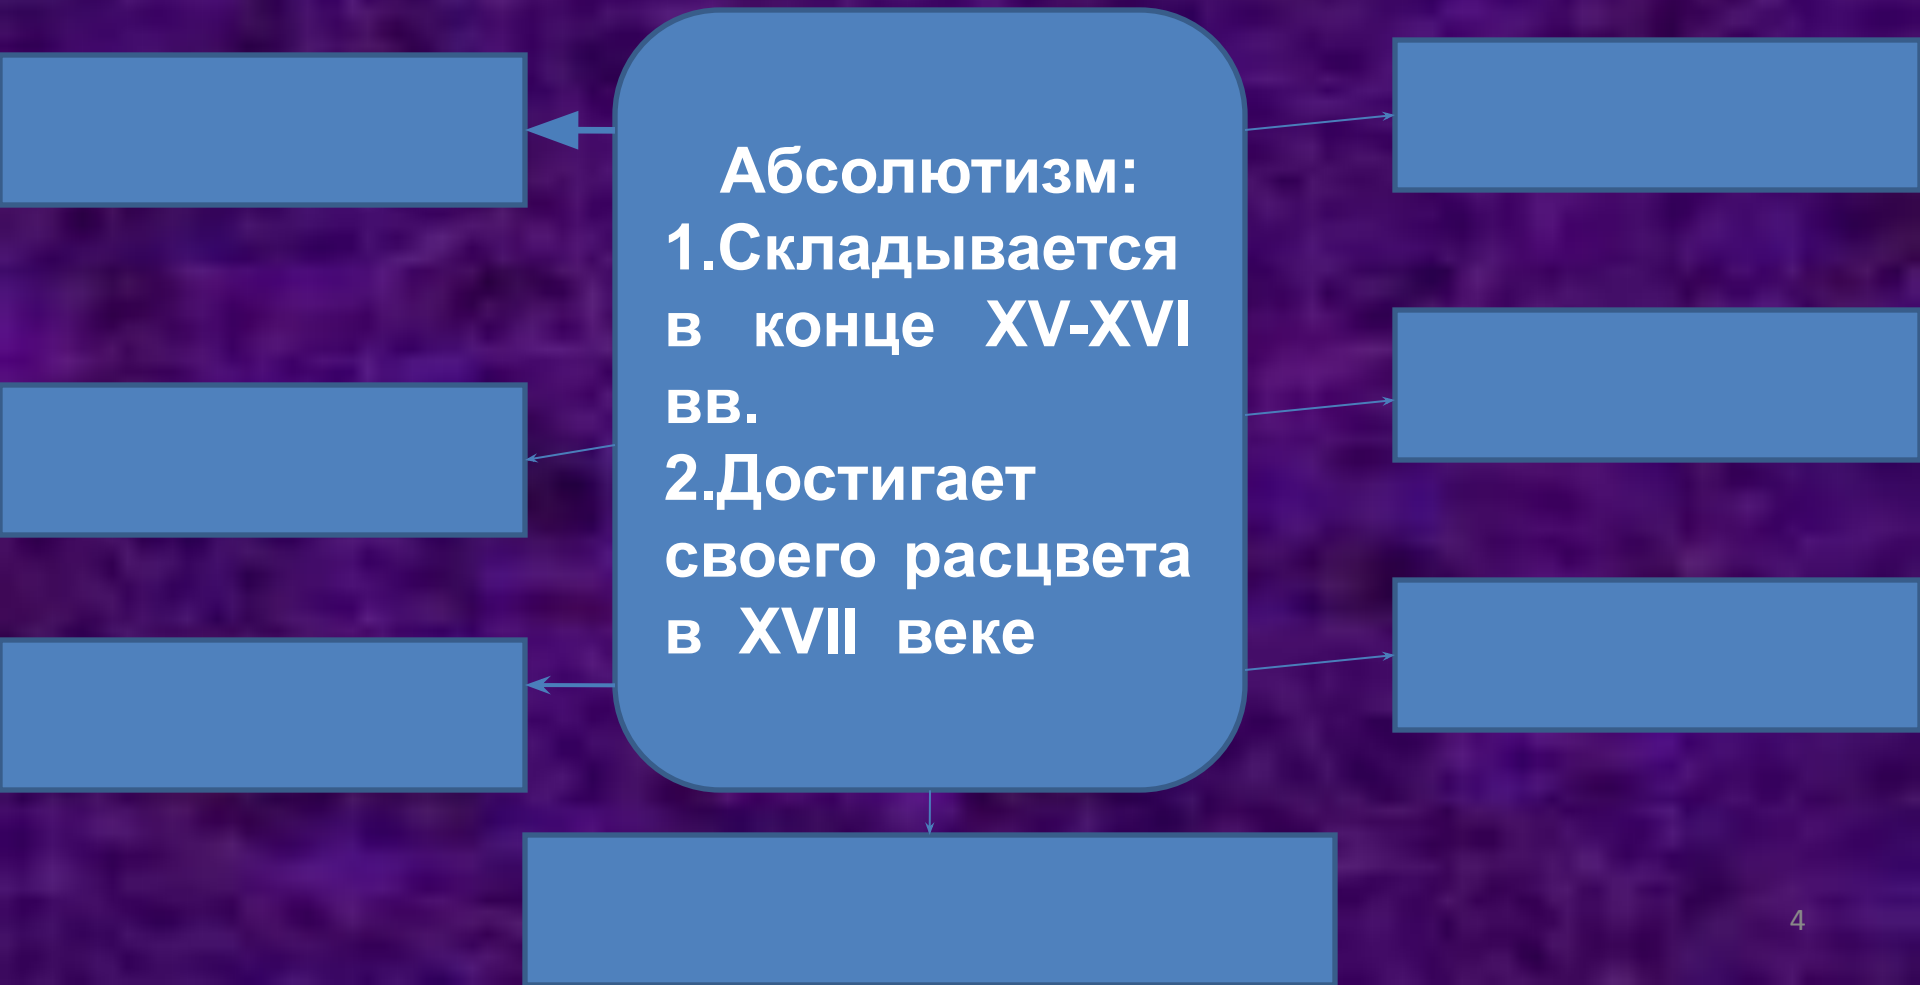 Абсолютизм:
1.Складывается
в конце XV-XVI
вв.
2.Достигает
своего расцвета
в XVII веке
4